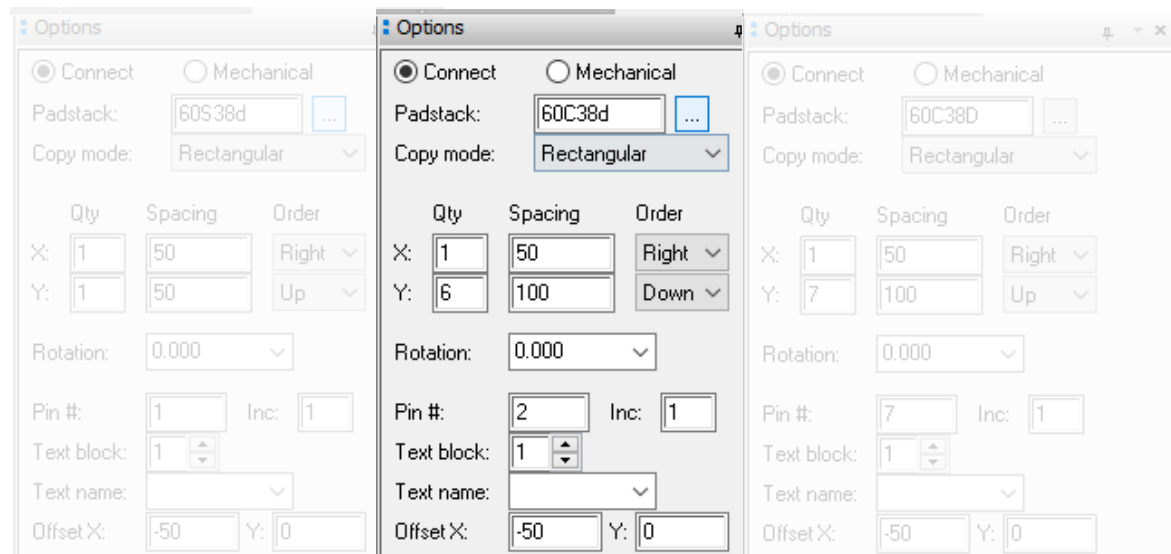 Options
Connect Mechanical
Padstack: 60S38d ...
Copy mode: Rectangular
Qty Spacing Order
X: 1 50 Right
Y: 1 50 Up
Rotation: 0.000
Pin #: 1 Inc: 1
Text block: 1
Text name:
Offset X: -50 Y: 0
Options
Connect Mechanical
Padstack: 60C38d ...
Copy mode: Rectangular
Qty Spacing Order
X: 1 50 Right
Y: 6 100 Down
Rotation: 0.000
Pin #: 2 Inc: 1
Text block: 1
Text name:
Offset X: -50 Y: 0
Options
Connect Mechanical
Padstack: 60C38D ...
Copy mode: Rectangular
Qty Spacing Order
X: 1 50 Right
Y: 7 100 Up
Rotation: 0.000
Pin #: 7 Inc: 1
Text block: 1
Text name:
Offset X: -50 Y: 0